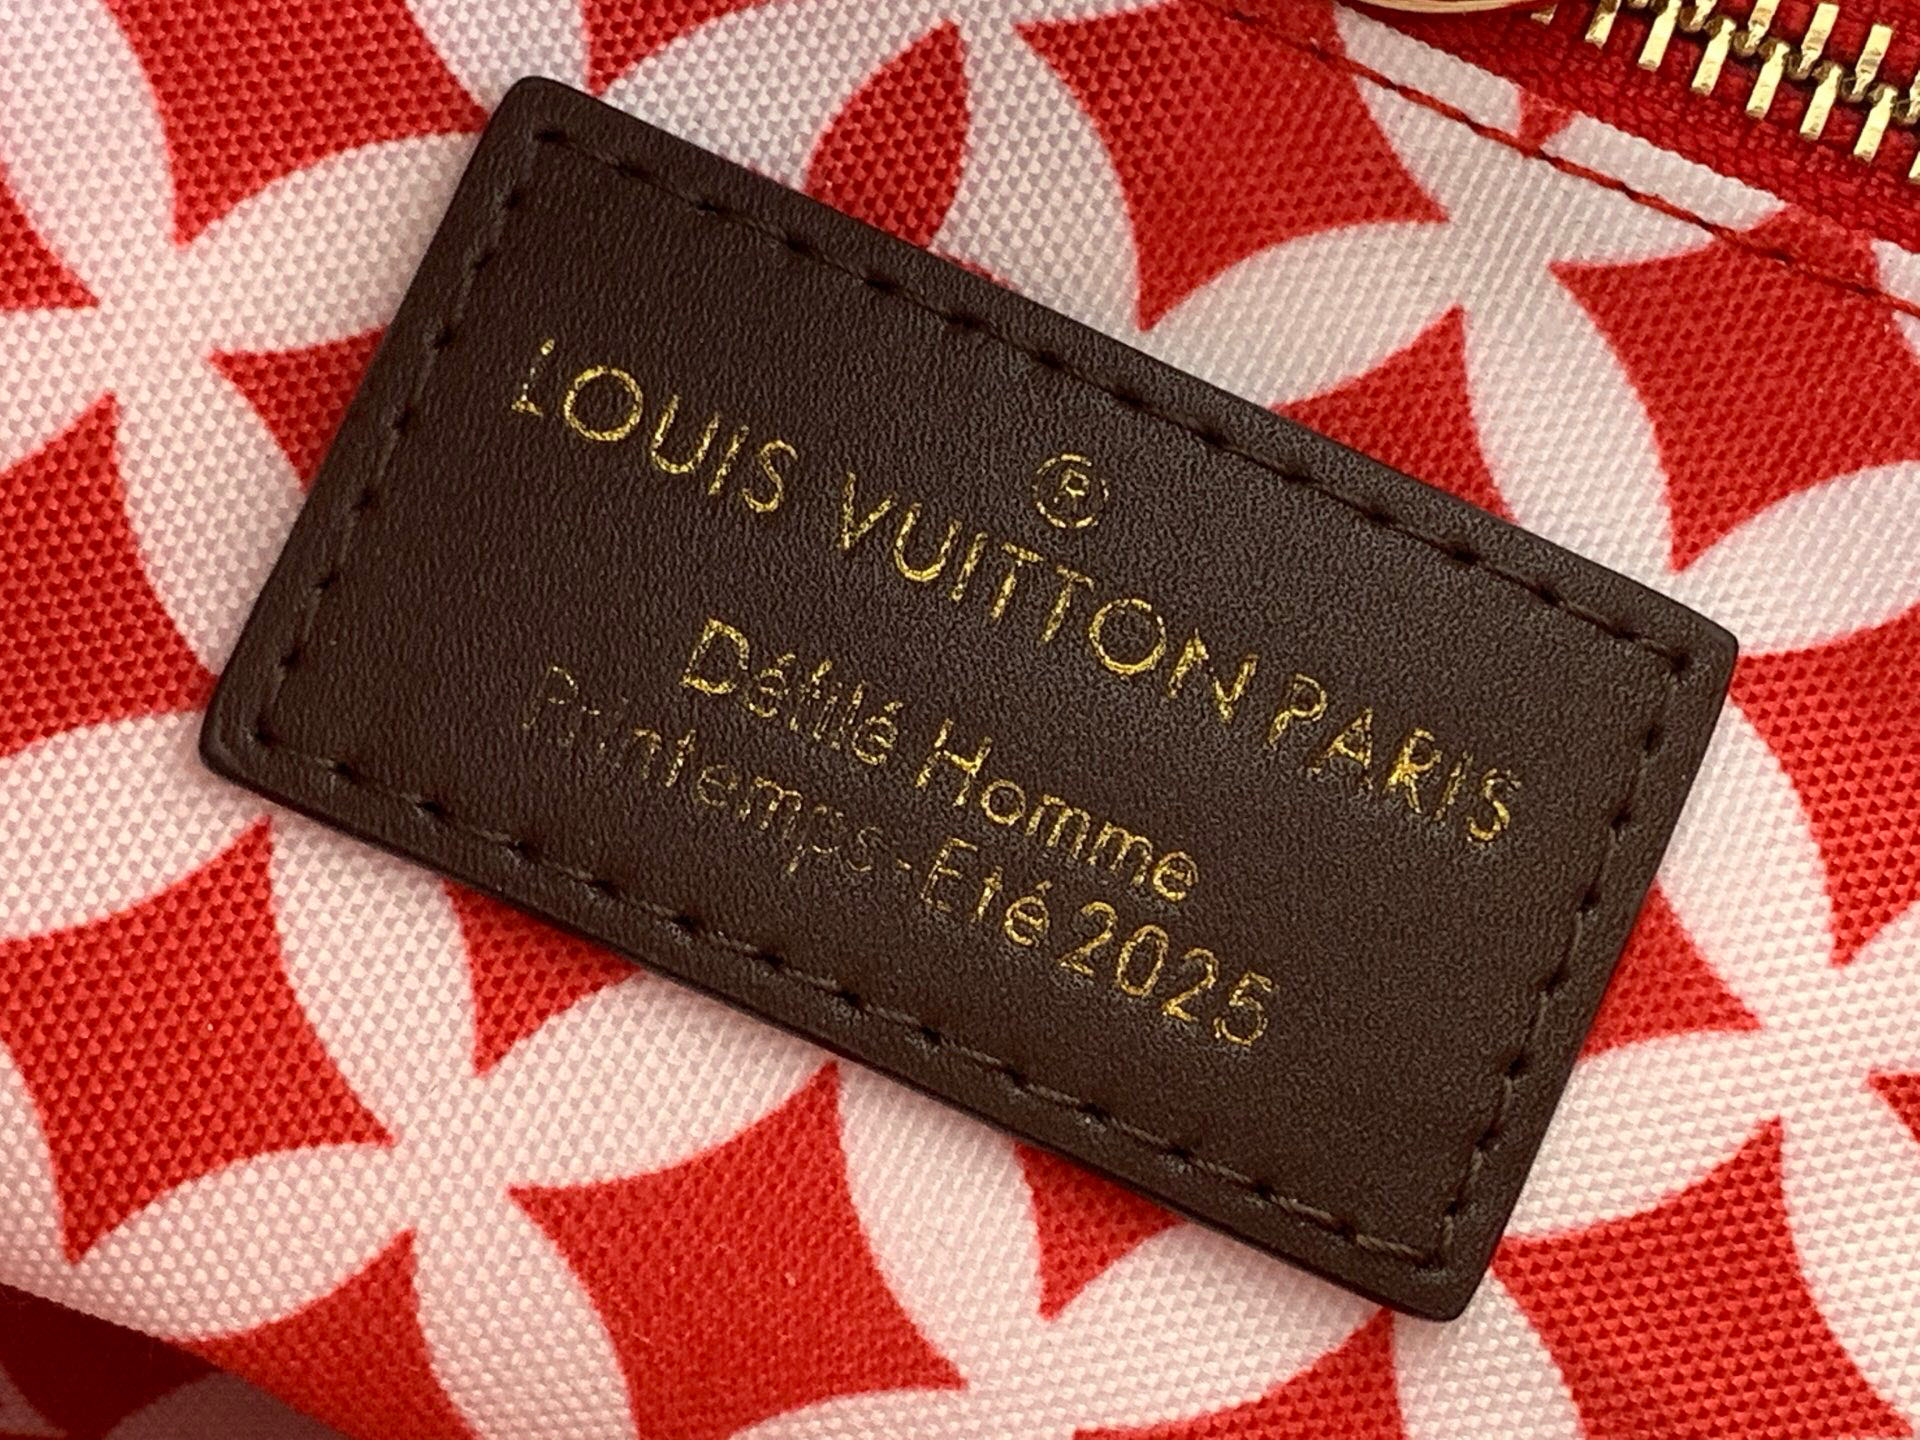 ®
LOUIS VUITTON PARIS
Défilé Homme
Printemps-Eté 2025